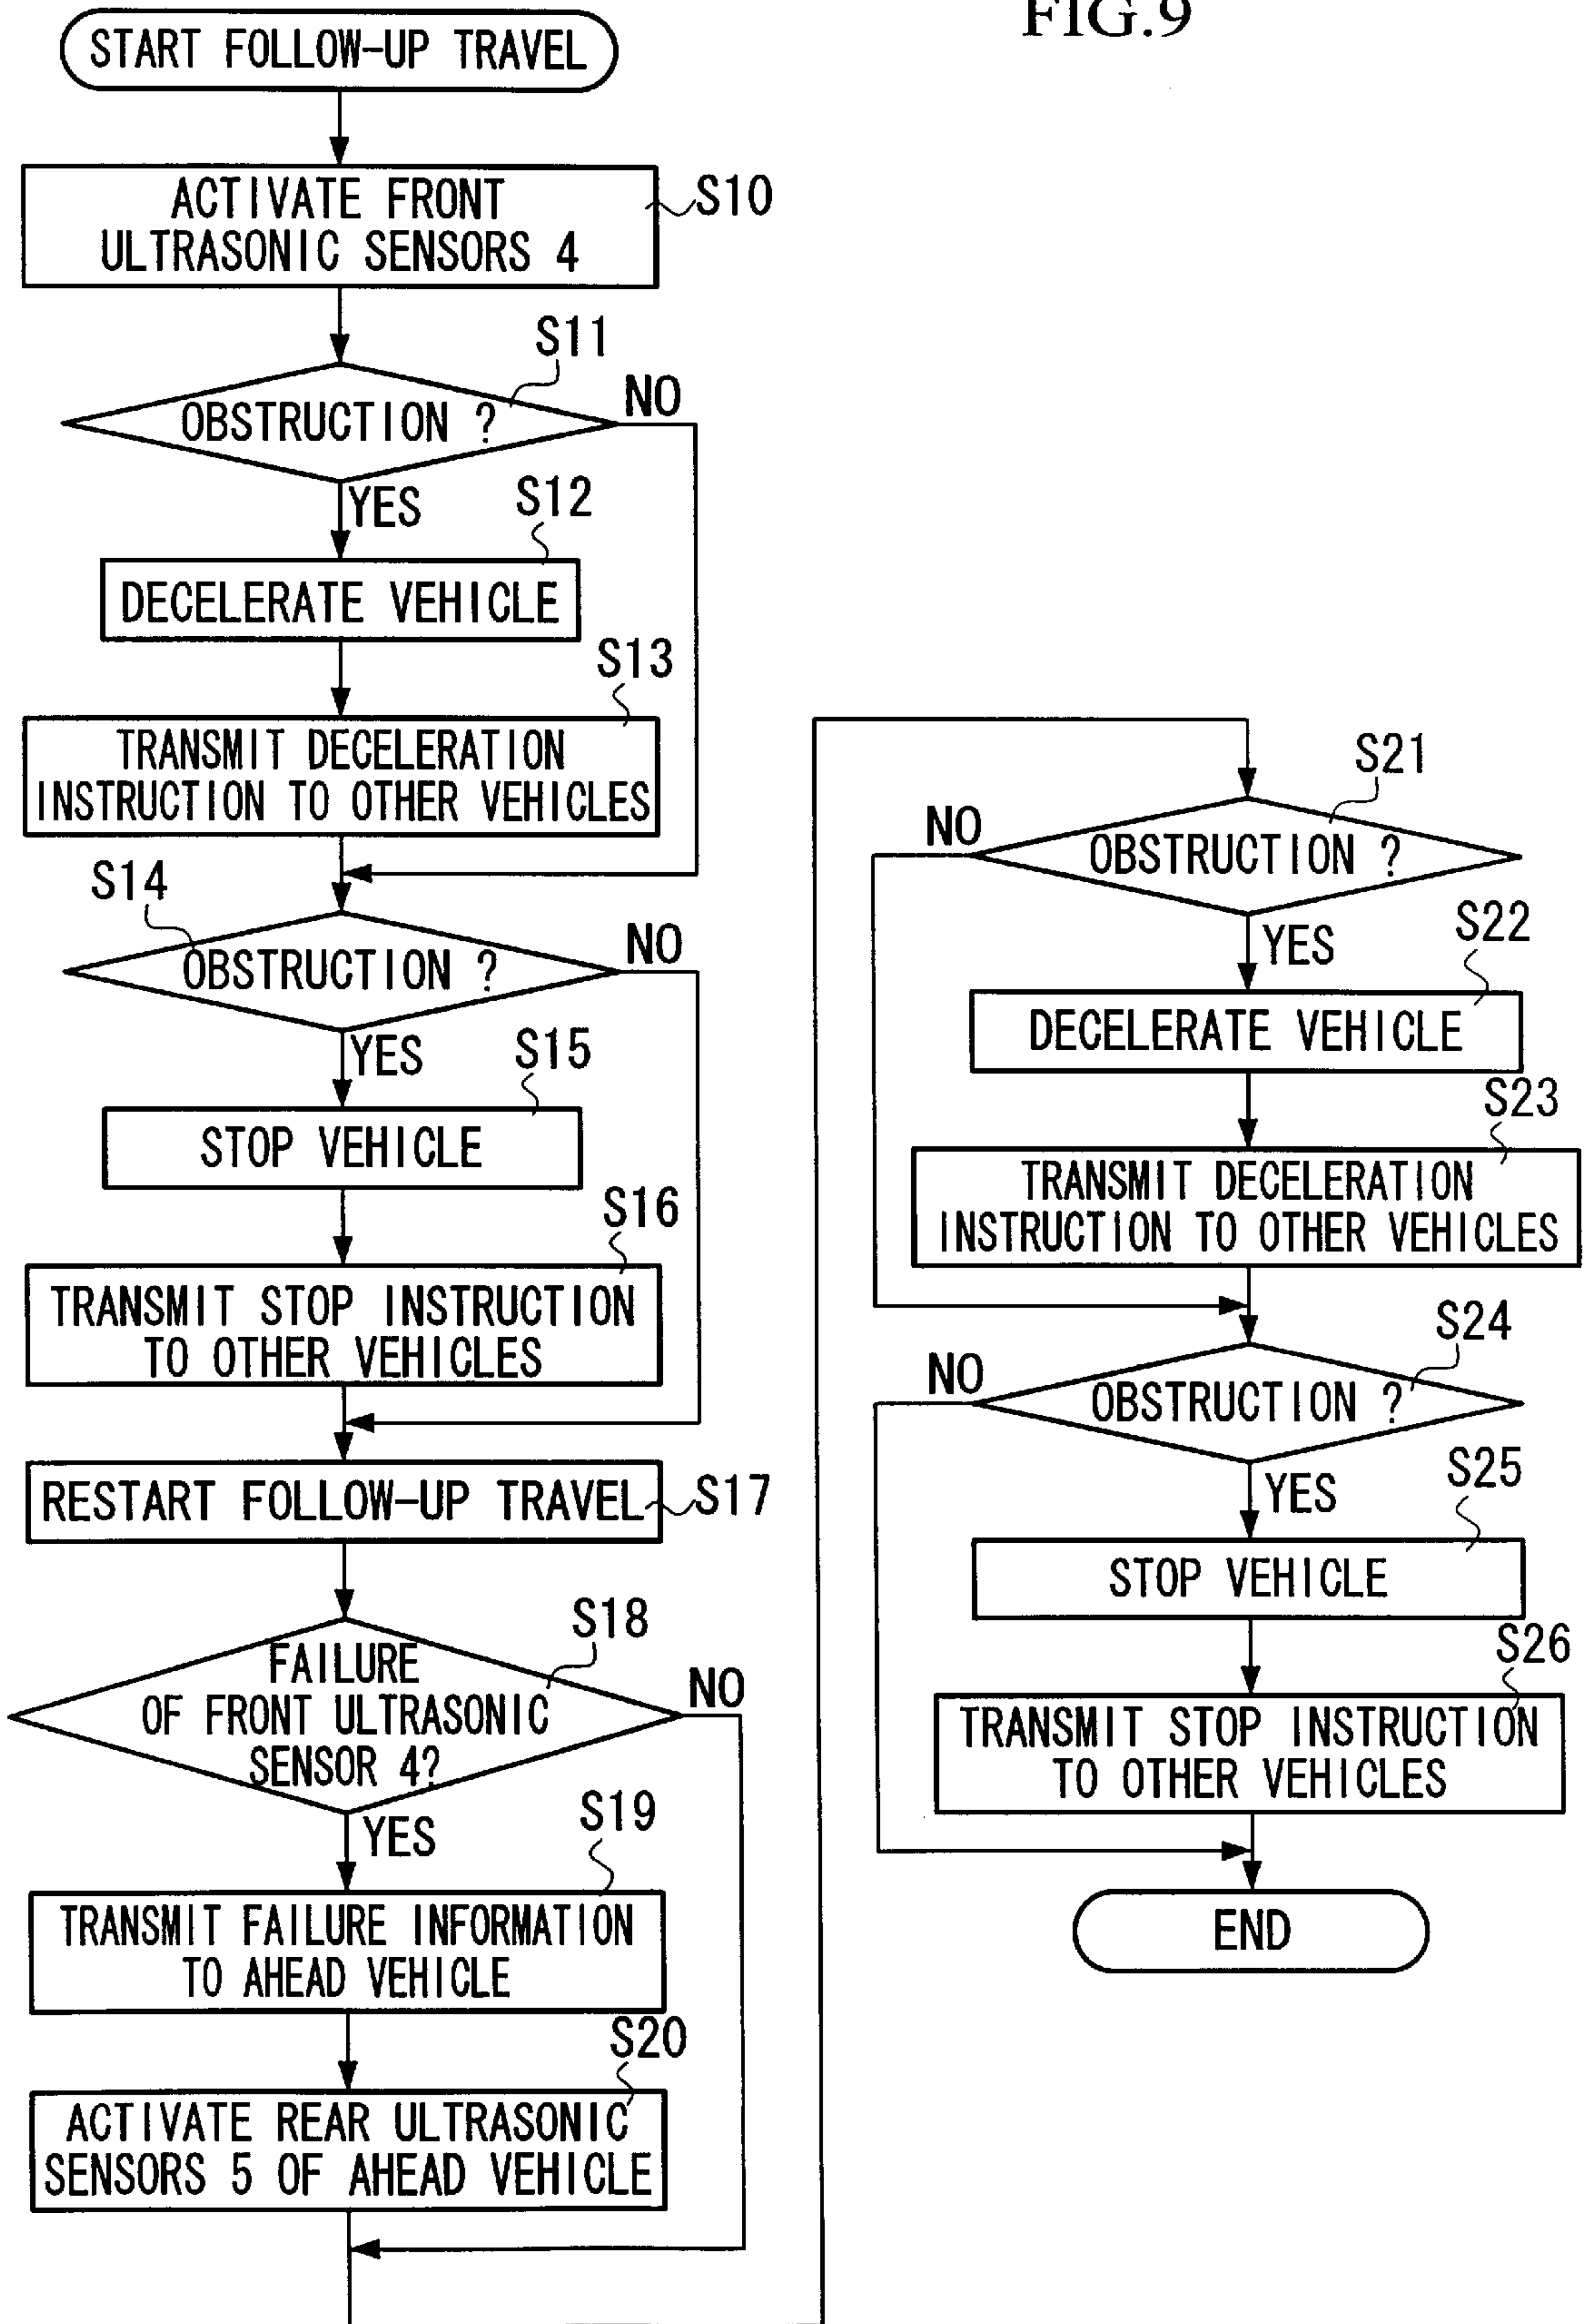 FIG.9
START FOLLOW-UP TRAVEL
ACTIVATE FRONT
ULTRASONIC SENSORS 4
S10
S11
OBSTRUCTION ?
NO
YES
S12
DECELERATE VEHICLE
S13
TRANSMIT DECELERATION
INSTRUCTION TO OTHER VEHICLES
S14
OBSTRUCTION ?
NO
YES
S15
STOP VEHICLE
S16
TRANSMIT STOP INSTRUCTION
TO OTHER VEHICLES
RESTART FOLLOW-UP TRAVEL
S17
S18
FAILURE
OF FRONT ULTRASONIC
SENSOR 4?
NO
YES
S19
TRANSMIT FAILURE INFORMATION
TO AHEAD VEHICLE
S20
ACTIVATE REAR ULTRASONIC
SENSORS 5 OF AHEAD VEHICLE
S21
NO
OBSTRUCTION ?
YES
S22
DECELERATE VEHICLE
S23
TRANSMIT DECELERATION
INSTRUCTION TO OTHER VEHICLES
S24
NO
OBSTRUCTION ?
YES
S25
STOP VEHICLE
S26
TRANSMIT STOP INSTRUCTION
TO OTHER VEHICLES
END